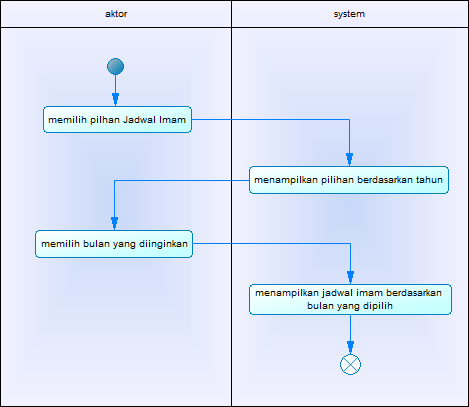 aktor
system
memilih pilhan Jadwal Imam
menampilkan pilihan berdasarkan tahun
memilih bulan yang diinginkan
menampilkan jadwal imam berdasarkan
bulan yang dipilih